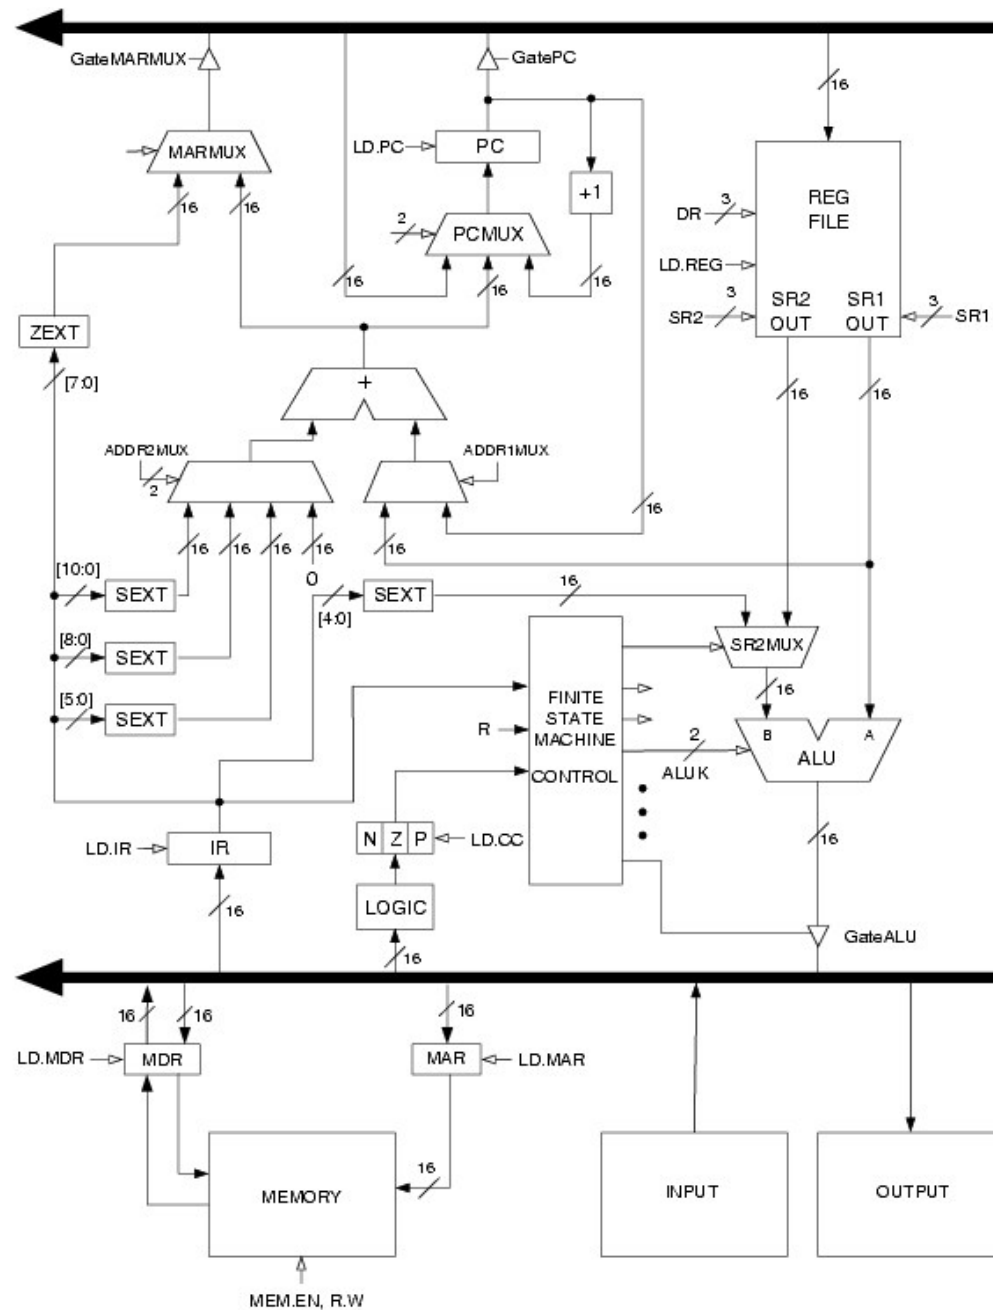 GateMARMUX
GatePC
16
LD.PC
PC
MARMUX
REG
FILE
+1
3
DR
16
16
2
PCMUX
LD.REG
16
16
16
3
SR2
SR2
OUT
SR1
OUT
3
SR1
ZEXT
[7:0]
+
16
16
ADDR2MUX
2
ADDR1MUX
16
16
16
16
16
16
0
[10:0]
SEXT
[4:0]
SEXT
16
[8:0]
SEXT
SR2MUX
16
[5:0]
SEXT
FINITE
STATE
MACHINE
CONTROL
R
2
ALUK
B
A
ALU
LD.IR
IR
N Z P
LD.CC
16
LOGIC
16
16
GateALU
16
16
16
LD.MDR
MDR
MAR
LD.MAR
16
MEMORY
INPUT
OUTPUT
MEM.EN, R.W